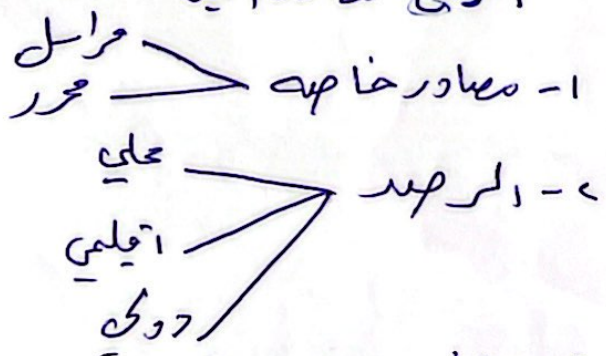 ١- مصادر خاصه
مراسل
محرر
٢- الرصد
محلي
اقليمي
دولي